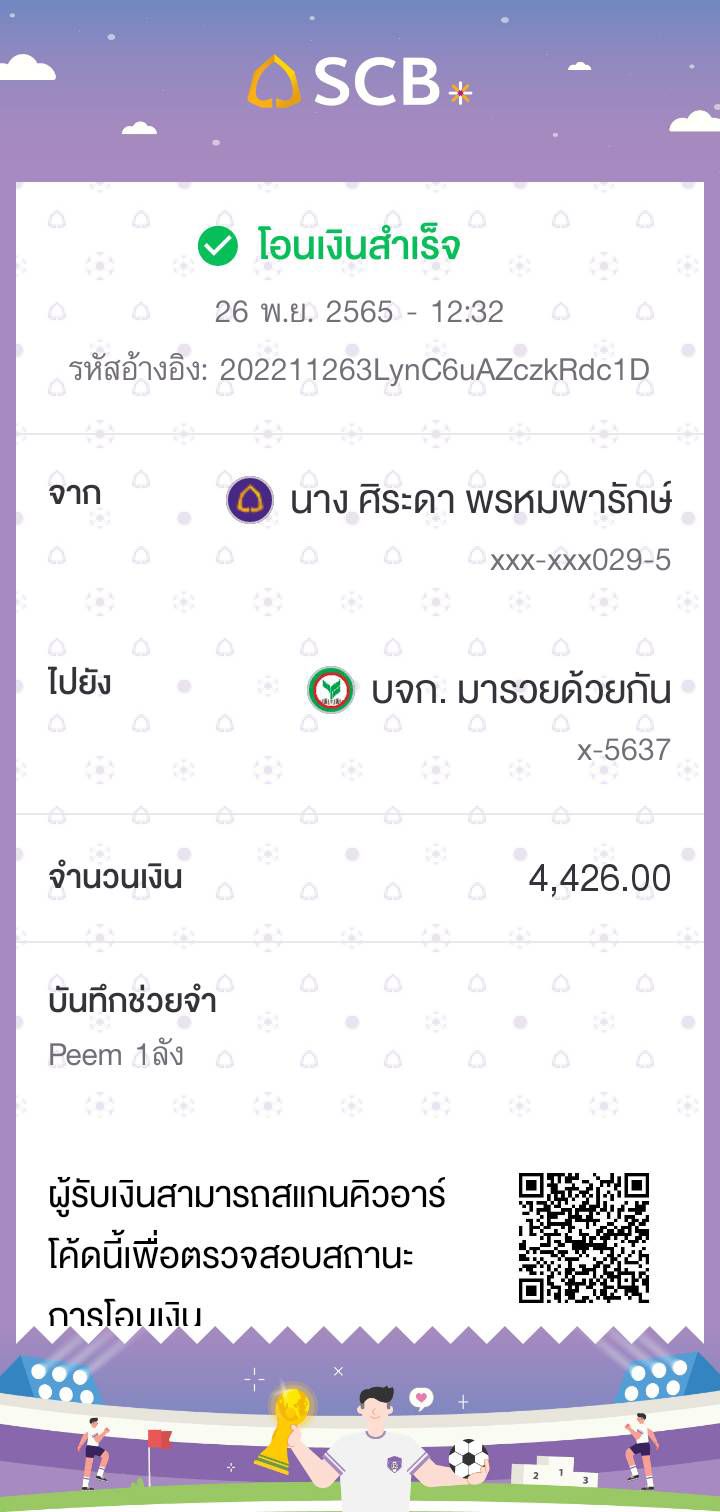 SCB
โอนเงินสำเร็จ
26 พ.ย. 2565 - 12:32
รหัสอ้างอิง: 202211263LynC6uAZczkRdc1D
จาก
นาง ศิระดา พรหมพารักษ์
xxx-xxx029-5
ไปยัง
บจก. มารวยด้วยกัน
x-5637
จำนวนเงิน
4,426.00
บันทึกช่วยจำ
Peem 1ลัง
ผู้รับเงินสามารถสแกนคิวอาร์
โค้ดนี้เพื่อตรวจสอบสถานะ
การโอนเงิน
2 1 3